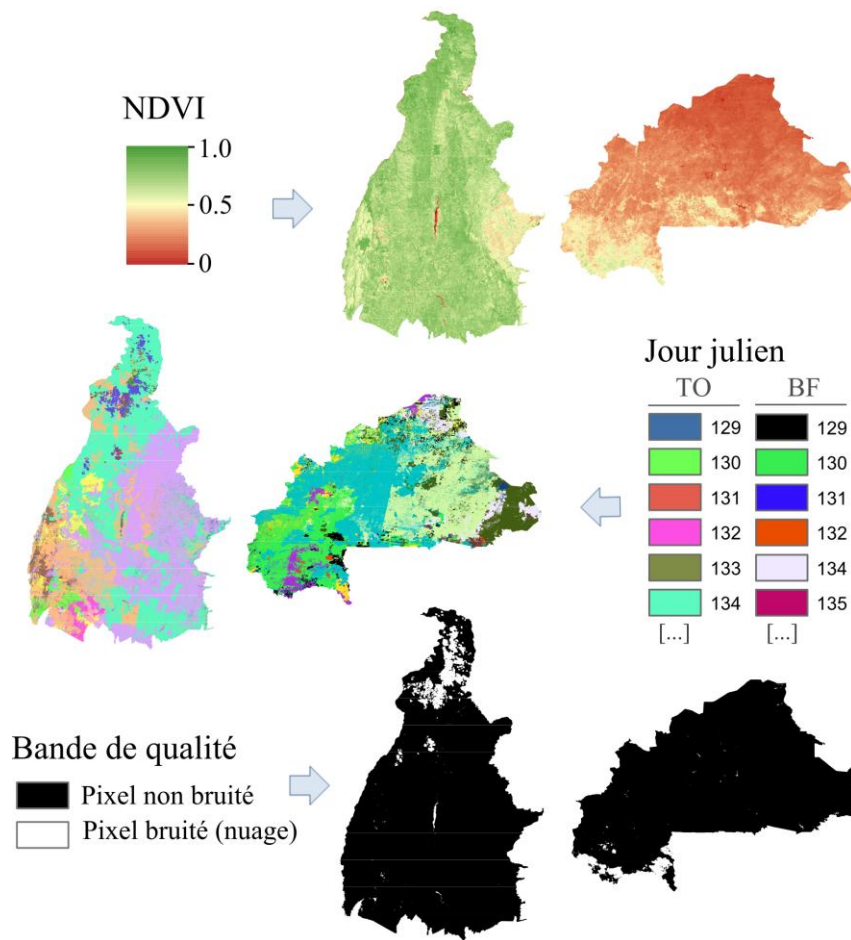 NDVI
1.0
0.5
0
Jour julien
TO BF
129 129
130 130
131 131
132 132
133 134
134 135
[...] [...]
Bande de qualité
Pixel non bruité
Pixel bruité (nuage)